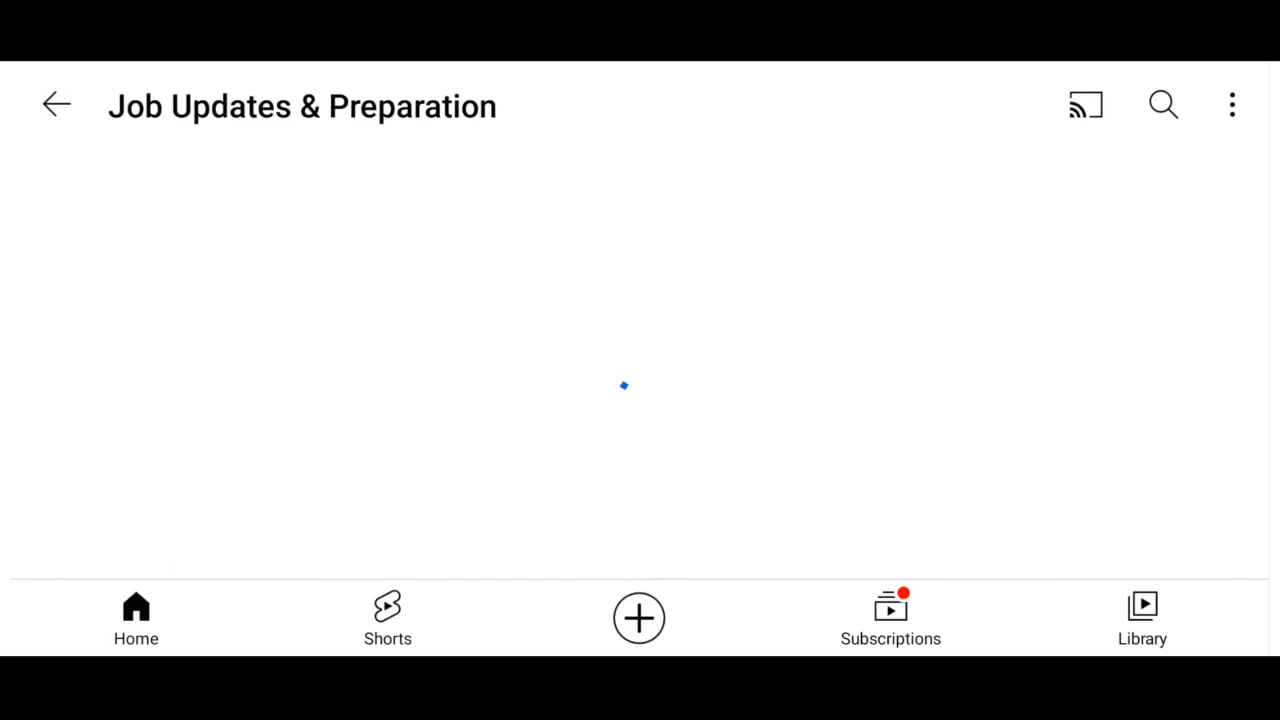 Job Updates & Preparation
Home
Shorts
Subscriptions
Library